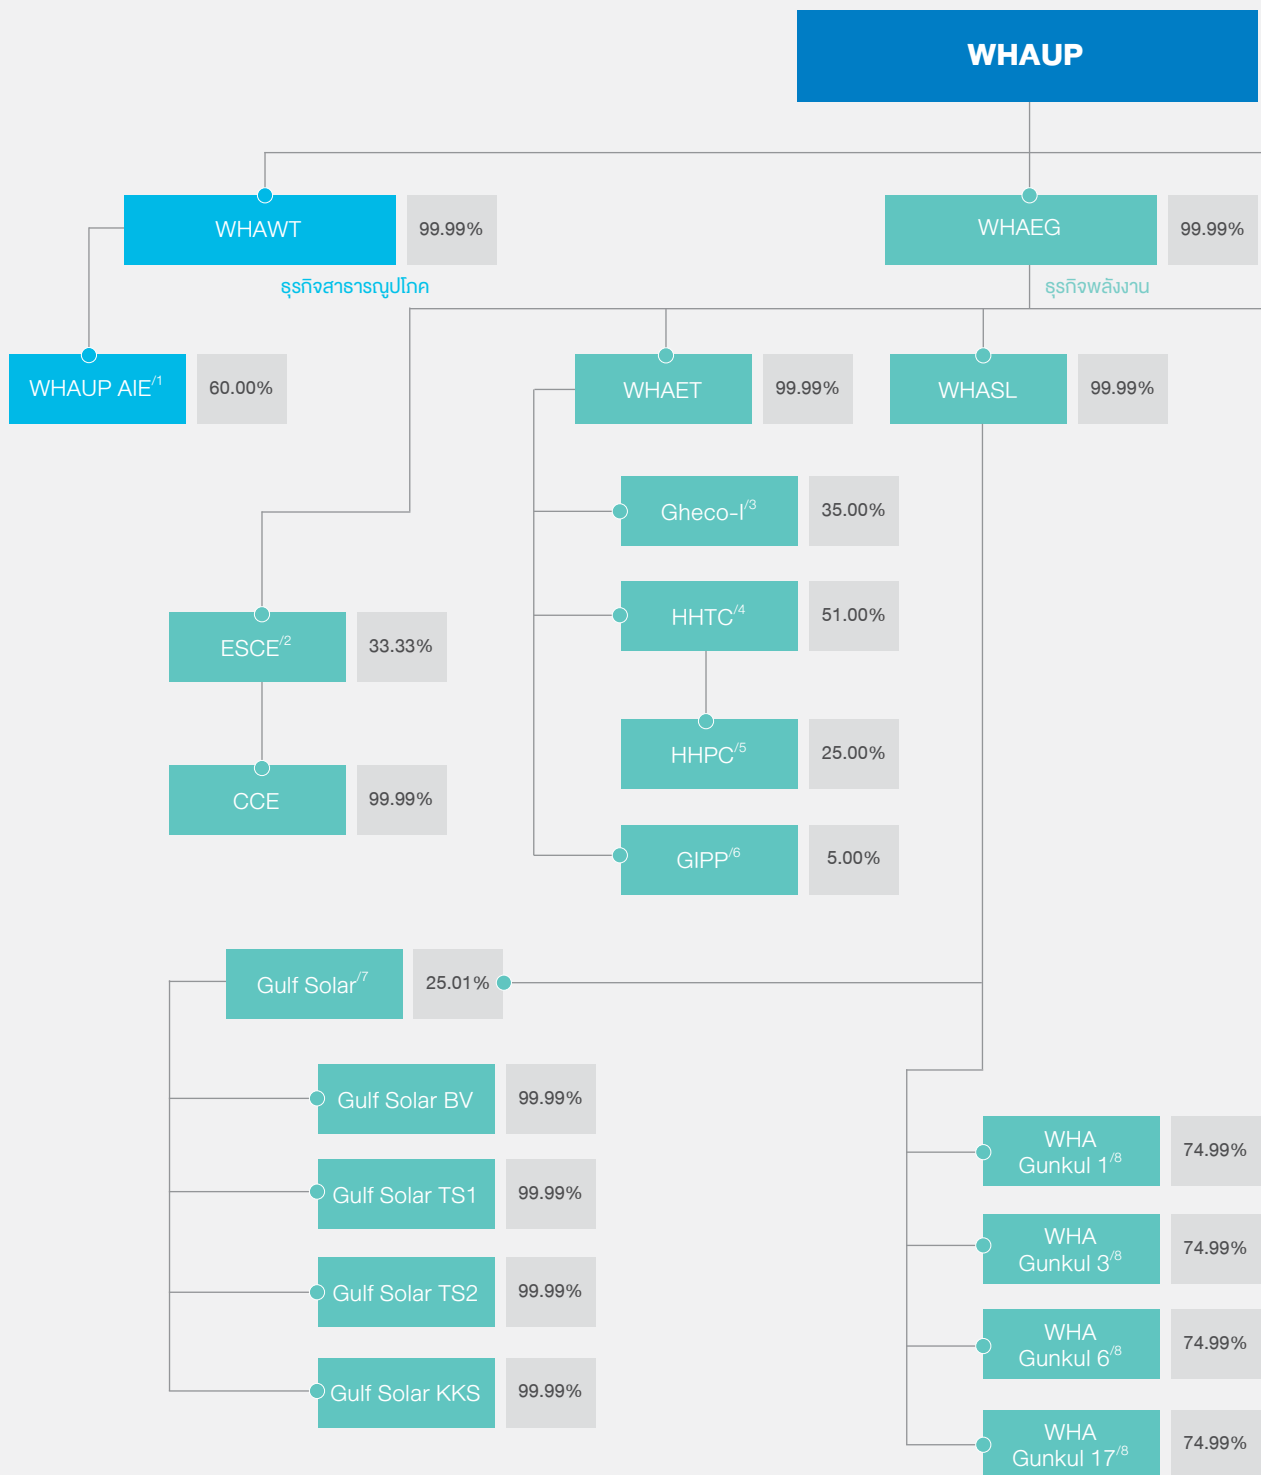 WHAUP
WHAWT
99.99%
WHAEG
99.99%
ธุรกิจสาธารณูปโภค
ธุรกิจพลังงาน
WHAUP AIE/1
60.00%
WHAET
99.99%
WHASL
99.99%
Gheco-I/3
35.00%
HHTC/4
51.00%
ESCE/2
33.33%
HHPC/5
25.00%
CCE
99.99%
GIPP/6
5.00%
Gulf Solar/7
25.01%
Gulf Solar BV
99.99%
Gulf Solar TS1
99.99%
Gulf Solar TS2
99.99%
Gulf Solar KKS
99.99%
WHA
Gunkul 1/8
74.99%
WHA
Gunkul 3/8
74.99%
WHA
Gunkul 6/8
74.99%
WHA
Gunkul 17/8
74.99%